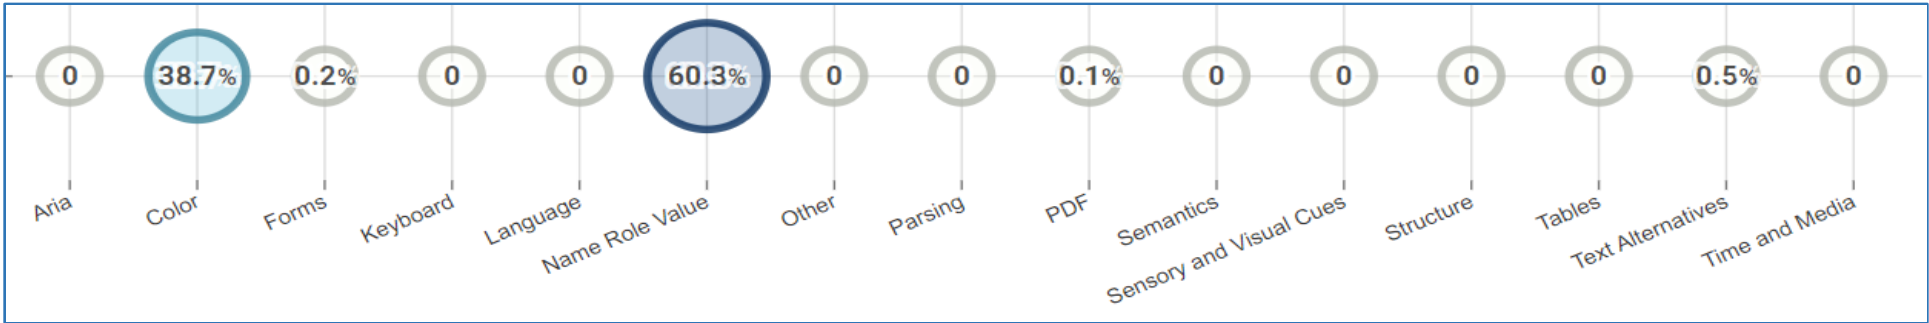 0
38.7%
0.2%
0
0
60.3%
0
0
0.1%
0
0
0
0
0.5%
0
Aria
Color
Forms
Keyboard
Language
Name Role Value
Other
Parsing
PDF
Semantics
Sensory and Visual Cues
Structure
Tables
Text Alternatives
Time and Media